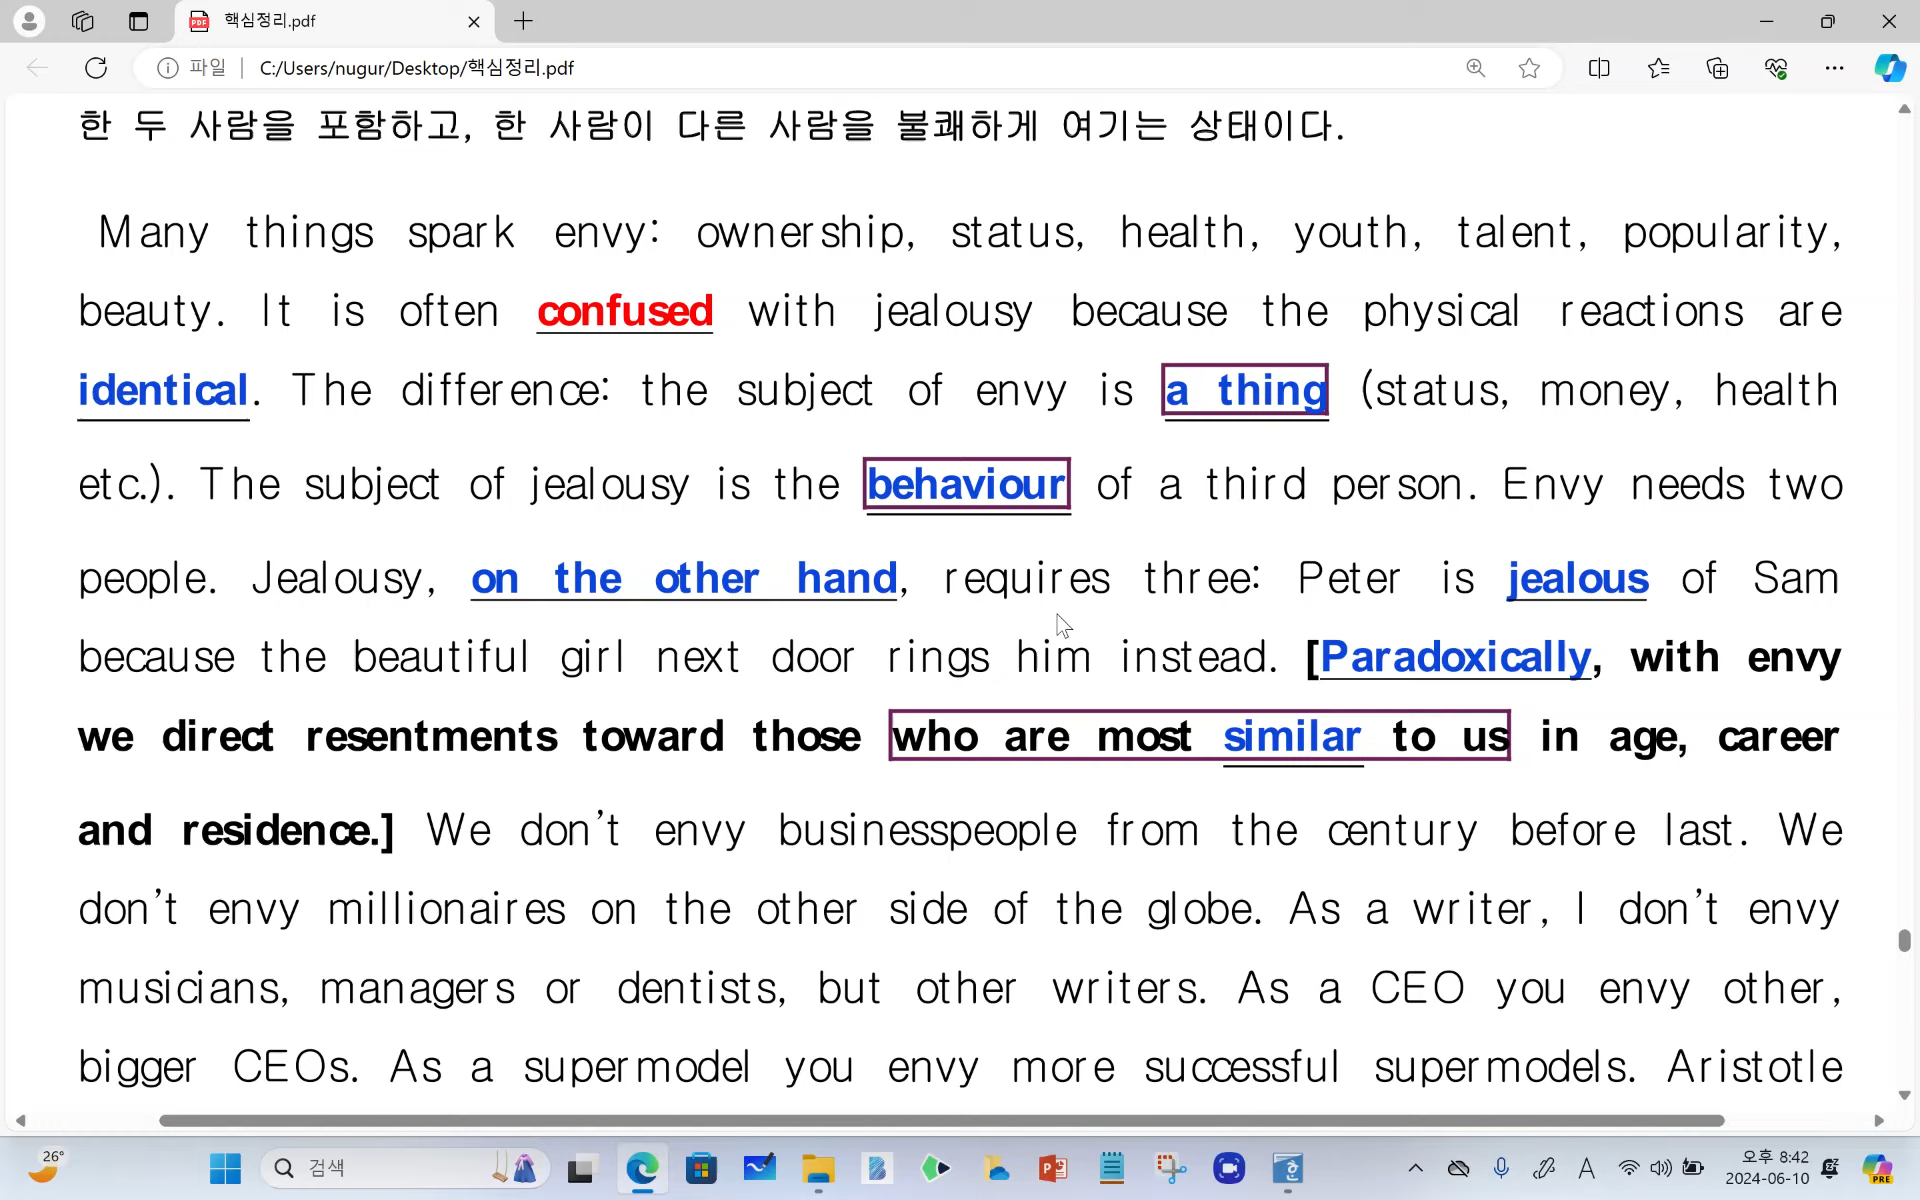 핵심정리.pdf
파일 C:/Users/nugur/Desktop/핵심정리.pdf
한 두 사람을 포함하고, 한 사람이 다른 사람을 불쾌하게 여기는 상태이다.
Many things spark envy: ownership, status, health, youth, talent, popularity,
beauty. It is often confused with jealousy because the physical reactions are
identical. The difference: the subject of envy is a thing (status, money, health
etc.). The subject of jealousy is the behaviour of a third person. Envy needs two
people. Jealousy, on the other hand, requires three: Peter is jealous of Sam
because the beautiful girl next door rings him instead. [Paradoxically, with envy
we direct resentments toward those who are most similar to us in age, career
and residence.] We don't envy businesspeople from the century before last. We
don't envy millionaires on the other side of the globe. As a writer, I don't envy
musicians, managers or dentists, but other writers. As a CEO you envy other,
bigger CEOs. As a supermodel you envy more successful supermodels. Aristotle
26°
검색
A
오후 8:42
2024-06-10
PRE